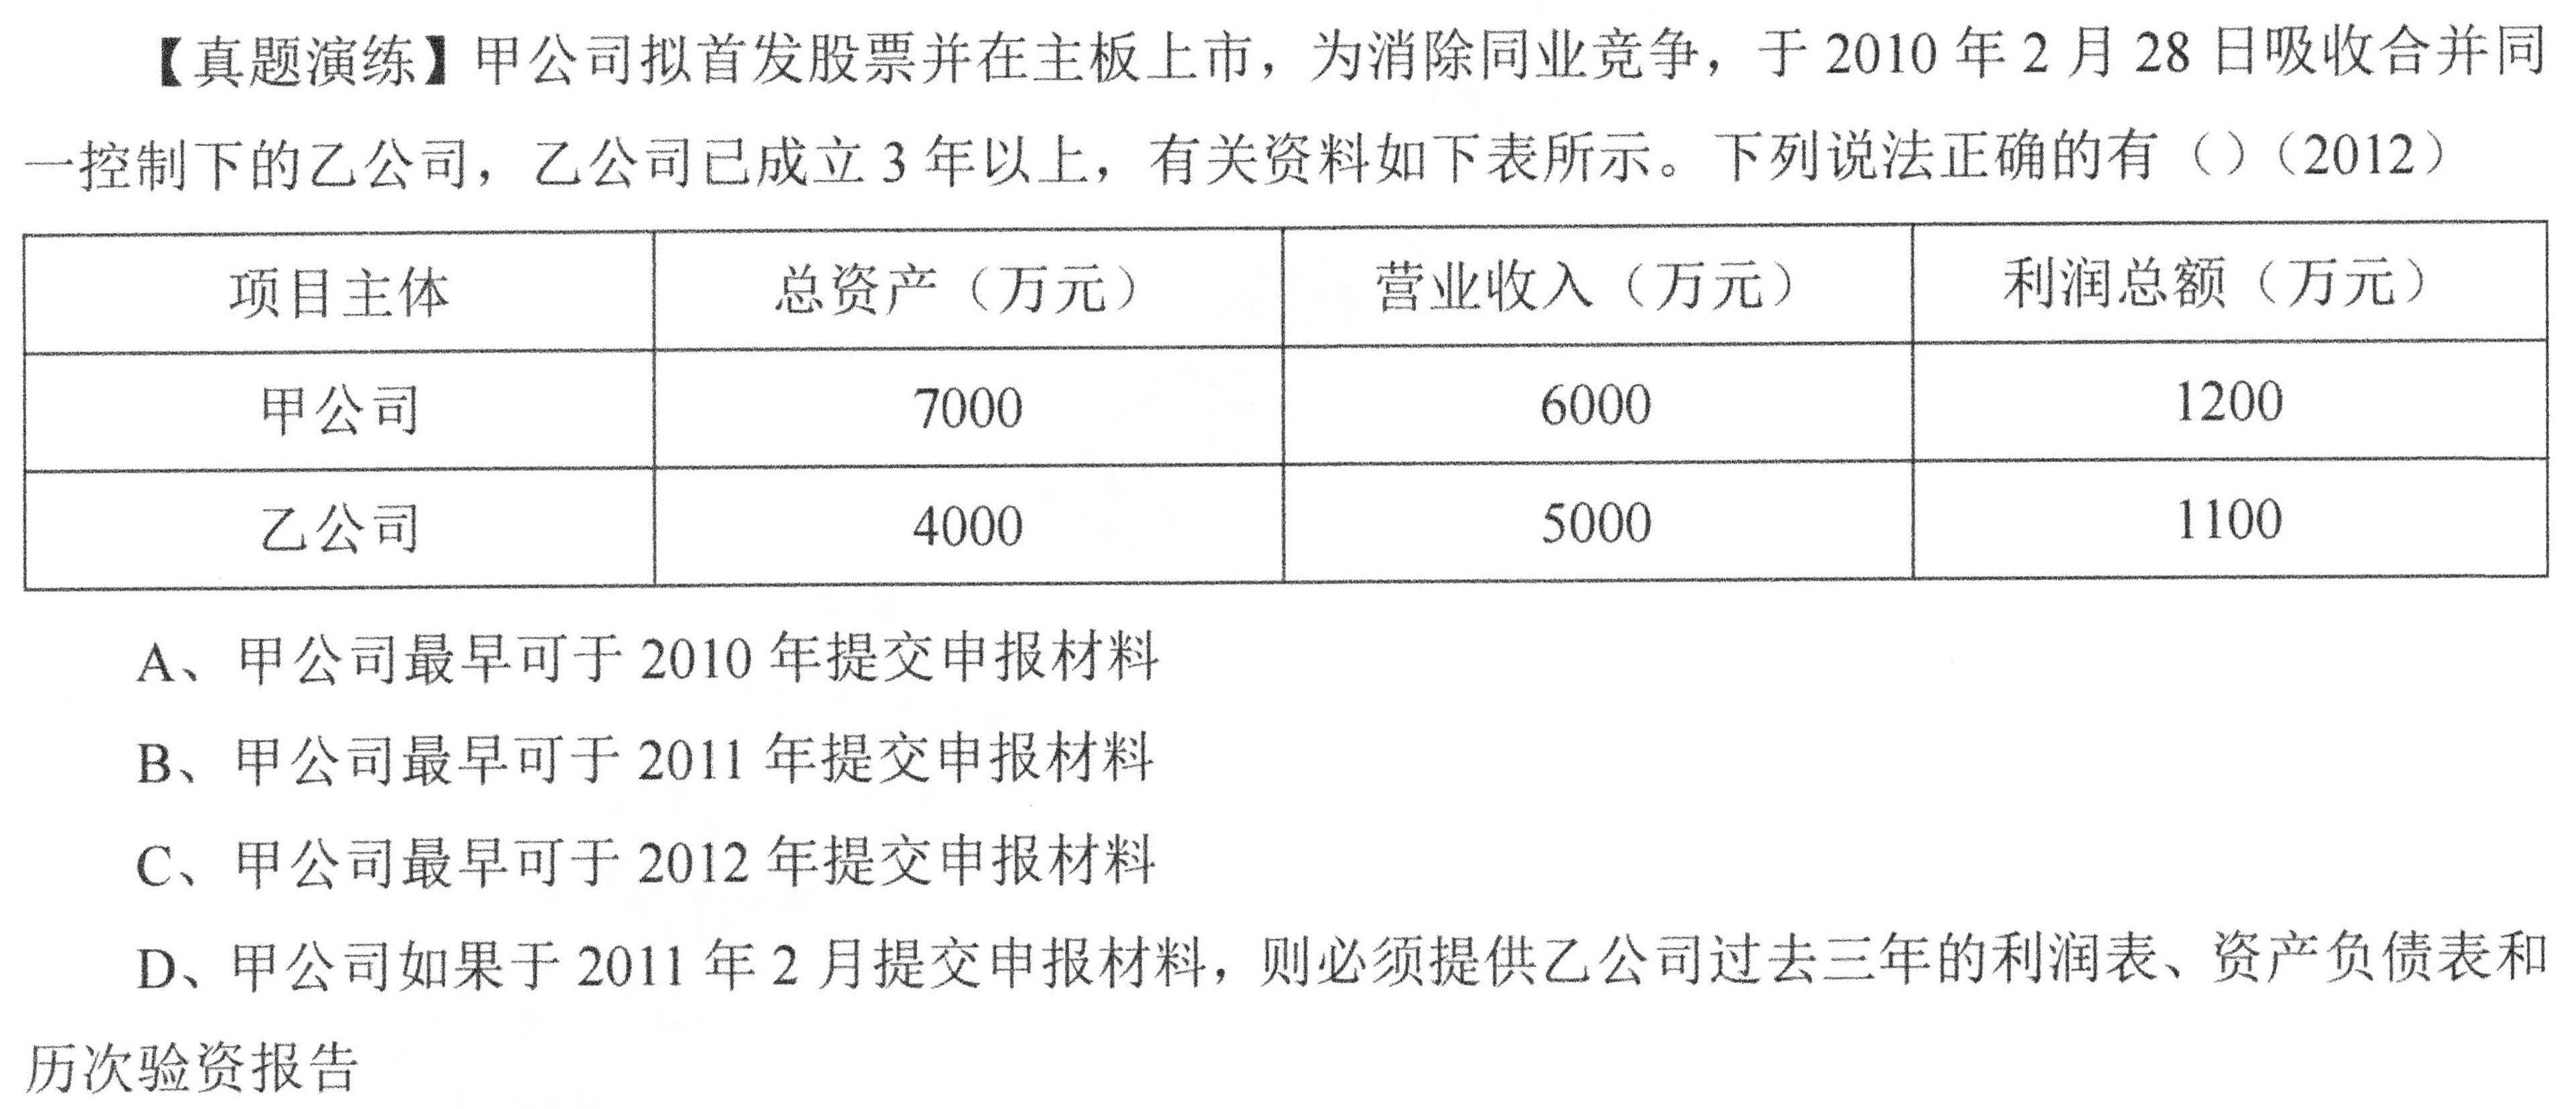 【真题演练】甲公司拟首发股票并在主板上市，为消除同业竞争，于 2010 年 2 月 28 日吸收合并同
一控制下的乙公司，乙公司已成立 3 年以上，有关资料如下表所示。下列说法正确的有（）（2012）
项目主体 总资产（万元） 营业收入（万元） 利润总额（万元）
甲公司 7000 6000 1200
乙公司 4000 5000 1100
A、甲公司最早可于 2010 年提交申报材料
B、甲公司最早可于 2011 年提交申报材料
C、甲公司最早可于 2012 年提交申报材料
D、甲公司如果于 2011 年 2 月提交申报材料，则必须提供乙公司过去三年的利润表、资产负债表和
历次验资报告